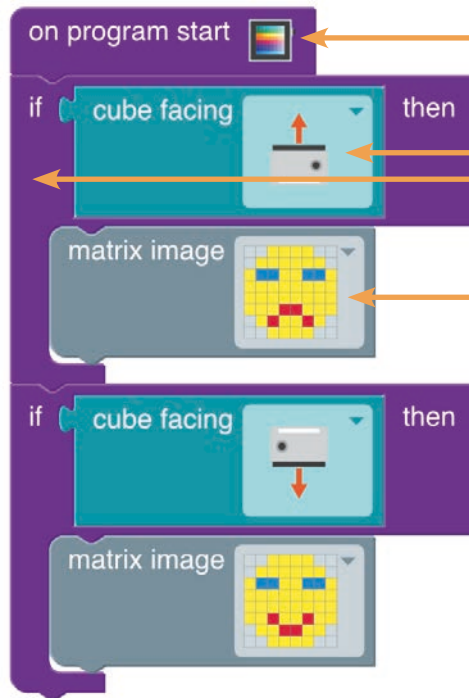 on program start
if cube facing then
matrix image
if cube facing then
matrix image